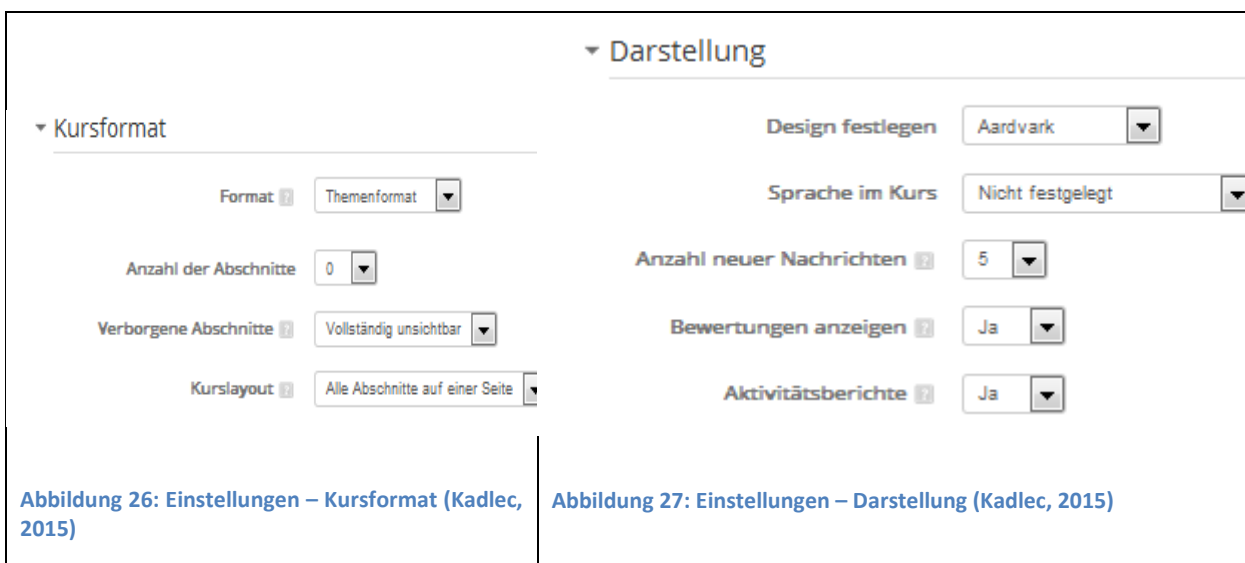 Kursformat
Format Themenformat
Anzahl der Abschnitte 0
Verborgene Abschnitte Vollständig unsichtbar
Kurslayout Alle Abschnitte auf einer Seite
Abbildung 26: Einstellungen – Kursformat (Kadlec,
2015)
Darstellung
Design festlegen Aardvark
Sprache im Kurs Nicht festgelegt
Anzahl neuer Nachrichten 5
Bewertungen anzeigen Ja
Aktivitätsberichte Ja
Abbildung 27: Einstellungen – Darstellung (Kadlec, 2015)